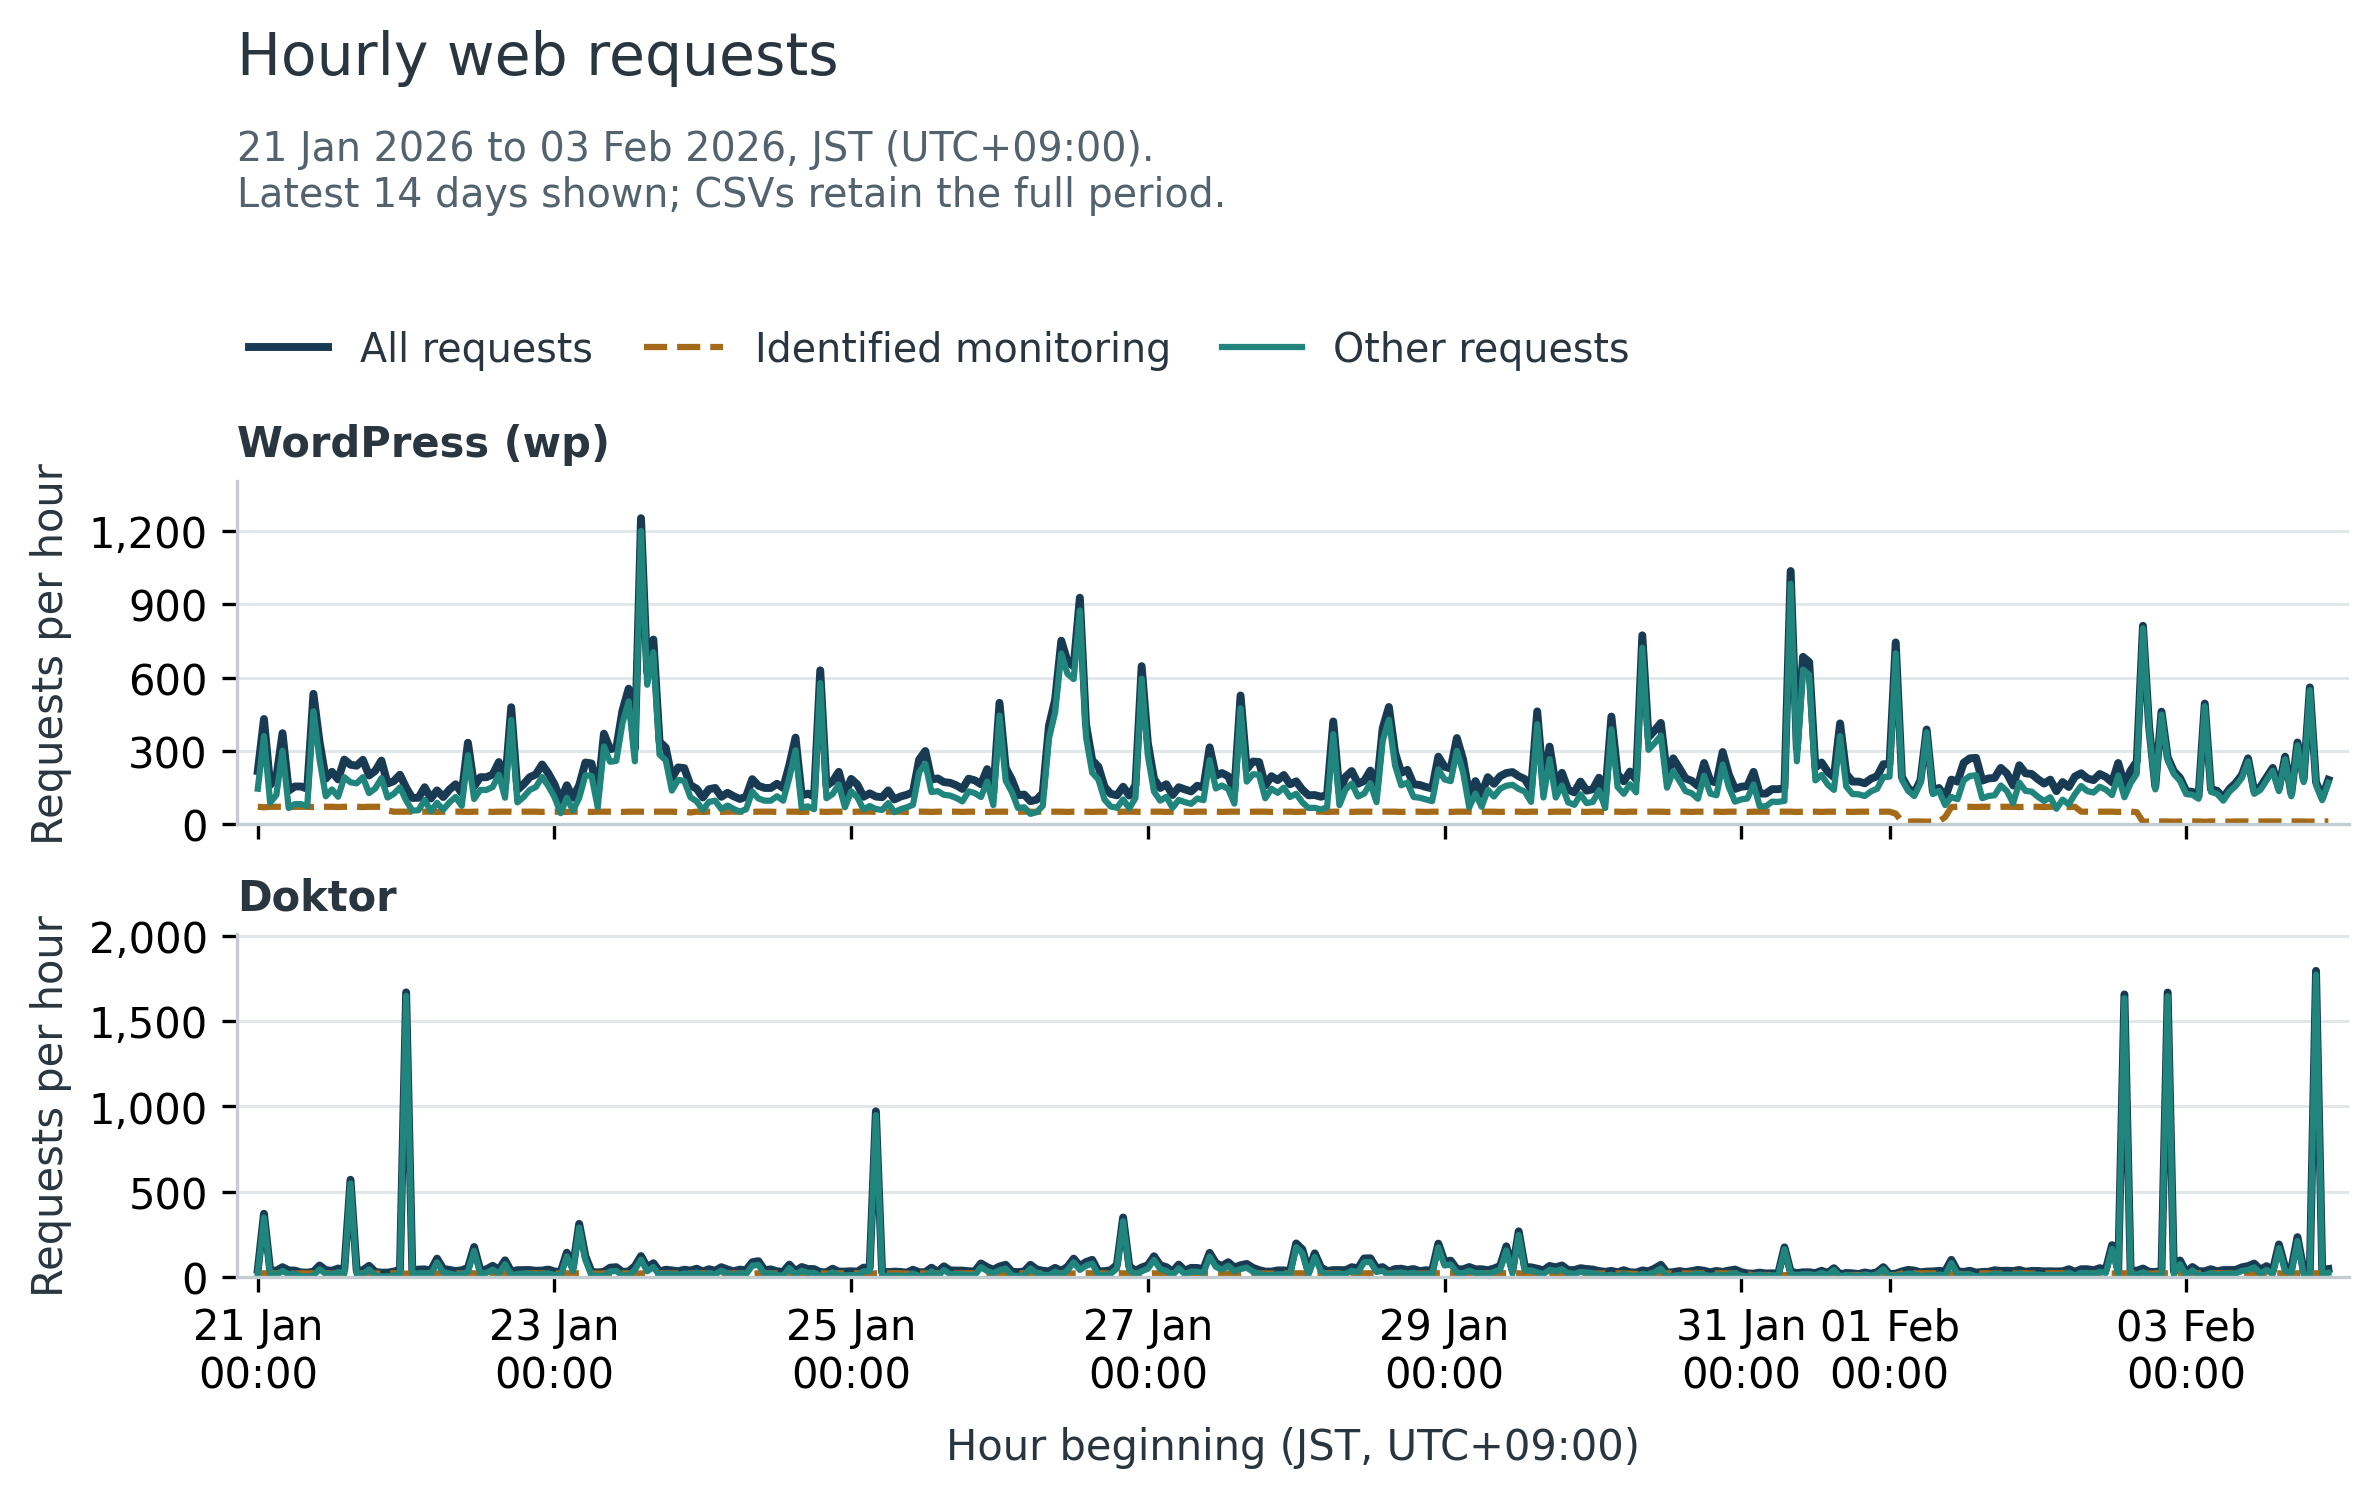 Hourly web requests
21 Jan 2026 to 03 Feb 2026, JST (UTC+09:00).
Latest 14 days shown; CSVs retain the full period.
All requests
Identified monitoring
Other requests
WordPress (wp)
Requests per hour
1,200
900
600
300
0
Doktor
Requests per hour
2,000
1,500
1,000
500
0
21 Jan 23 Jan 25 Jan 27 Jan 29 Jan 31 Jan 01 Feb 03 Feb
00:00 00:00 00:00 00:00 00:00 00:00 00:00 00:00
Hour beginning (JST, UTC+09:00)